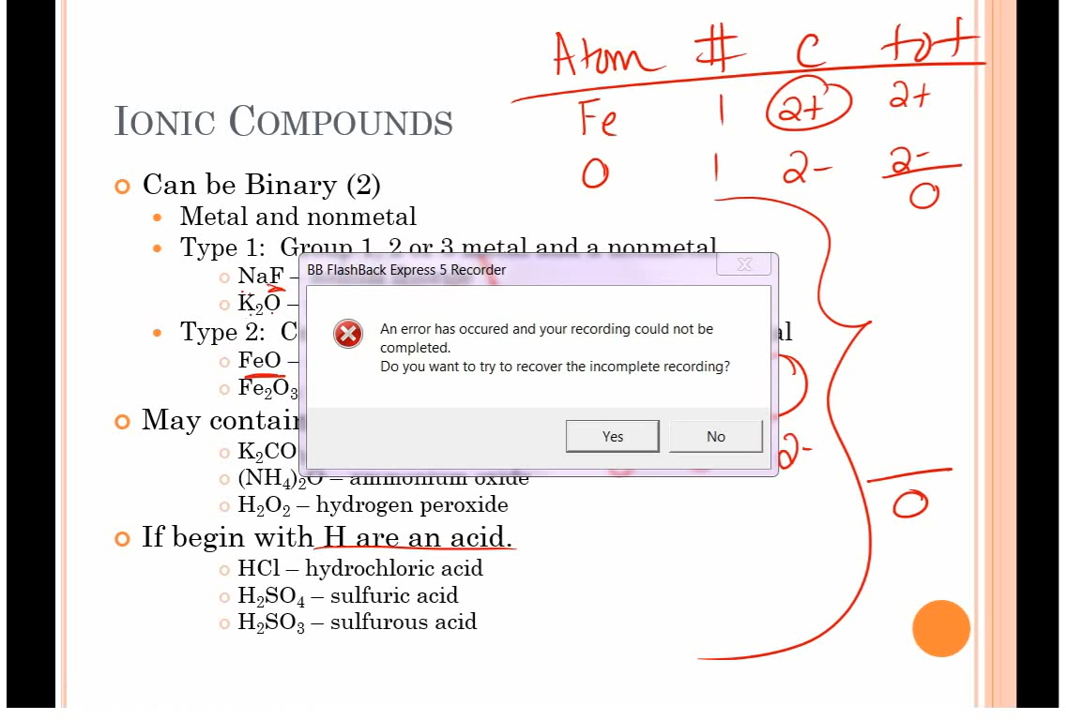 Atom # C tot
Fe 1 2+ 2+
O 1 2- 2-
0
IONIC COMPOUNDS
Can be Binary (2)
Metal and nonmetal
Type 1: Group 1, 2 or 3 metal and a nonmetal
NaF –
K₂O –
Type 2: C
FeO –
Fe₂O₃
May contain
K₂CO
(NH₄)₂O – ammonium oxide
H₂O₂ – hydrogen peroxide
If begin with H are an acid.
HCl – hydrochloric acid
H₂SO₄ – sulfuric acid
H₂SO₃ – sulfurous acid
BB FlashBack Express 5 Recorder
An error has occured and your recording could not be
completed.
Do you want to try to recover the incomplete recording?
Yes No
2-
0